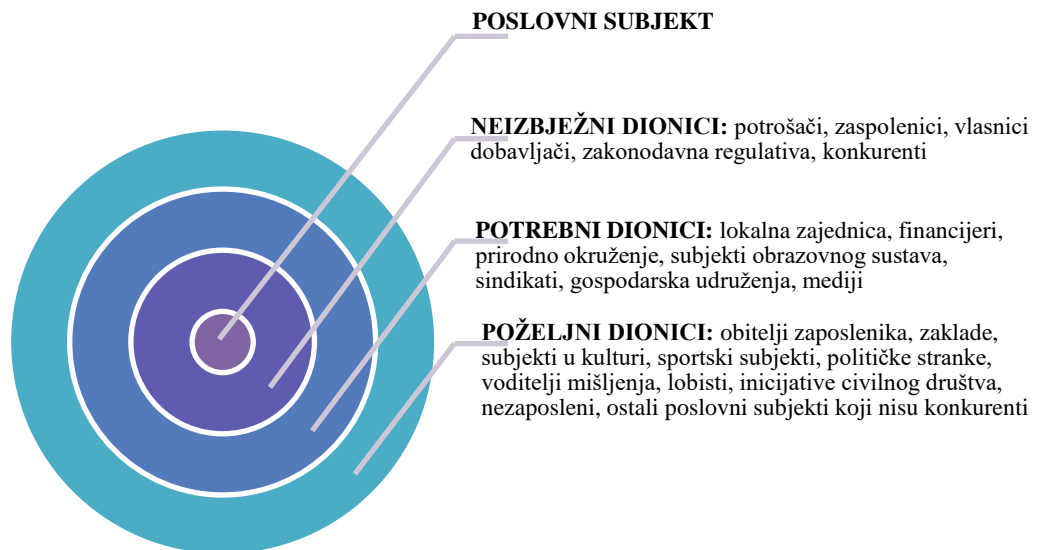 POSLOVNI SUBJEKT
NEIZBJEŽNI DIONICI: potrošači, zaspolenici, vlasnici
dobavljači, zakonodavna regulativa, konkurenti
POTREBNI DIONICI: lokalna zajednica, financijeri,
prirodno okruženje, subjekti obrazovnog sustava,
sindikati, gospodarska udruženja, mediji
POŽELJNI DIONICI: obitelji zaposlenika, zaklade,
subjekti u kulturi, sportski subjekti, političke stranke,
voditelji mišljenja, lobisti, inicijative civilnog društva,
nezaposleni, ostali poslovni subjekti koji nisu konkurenti